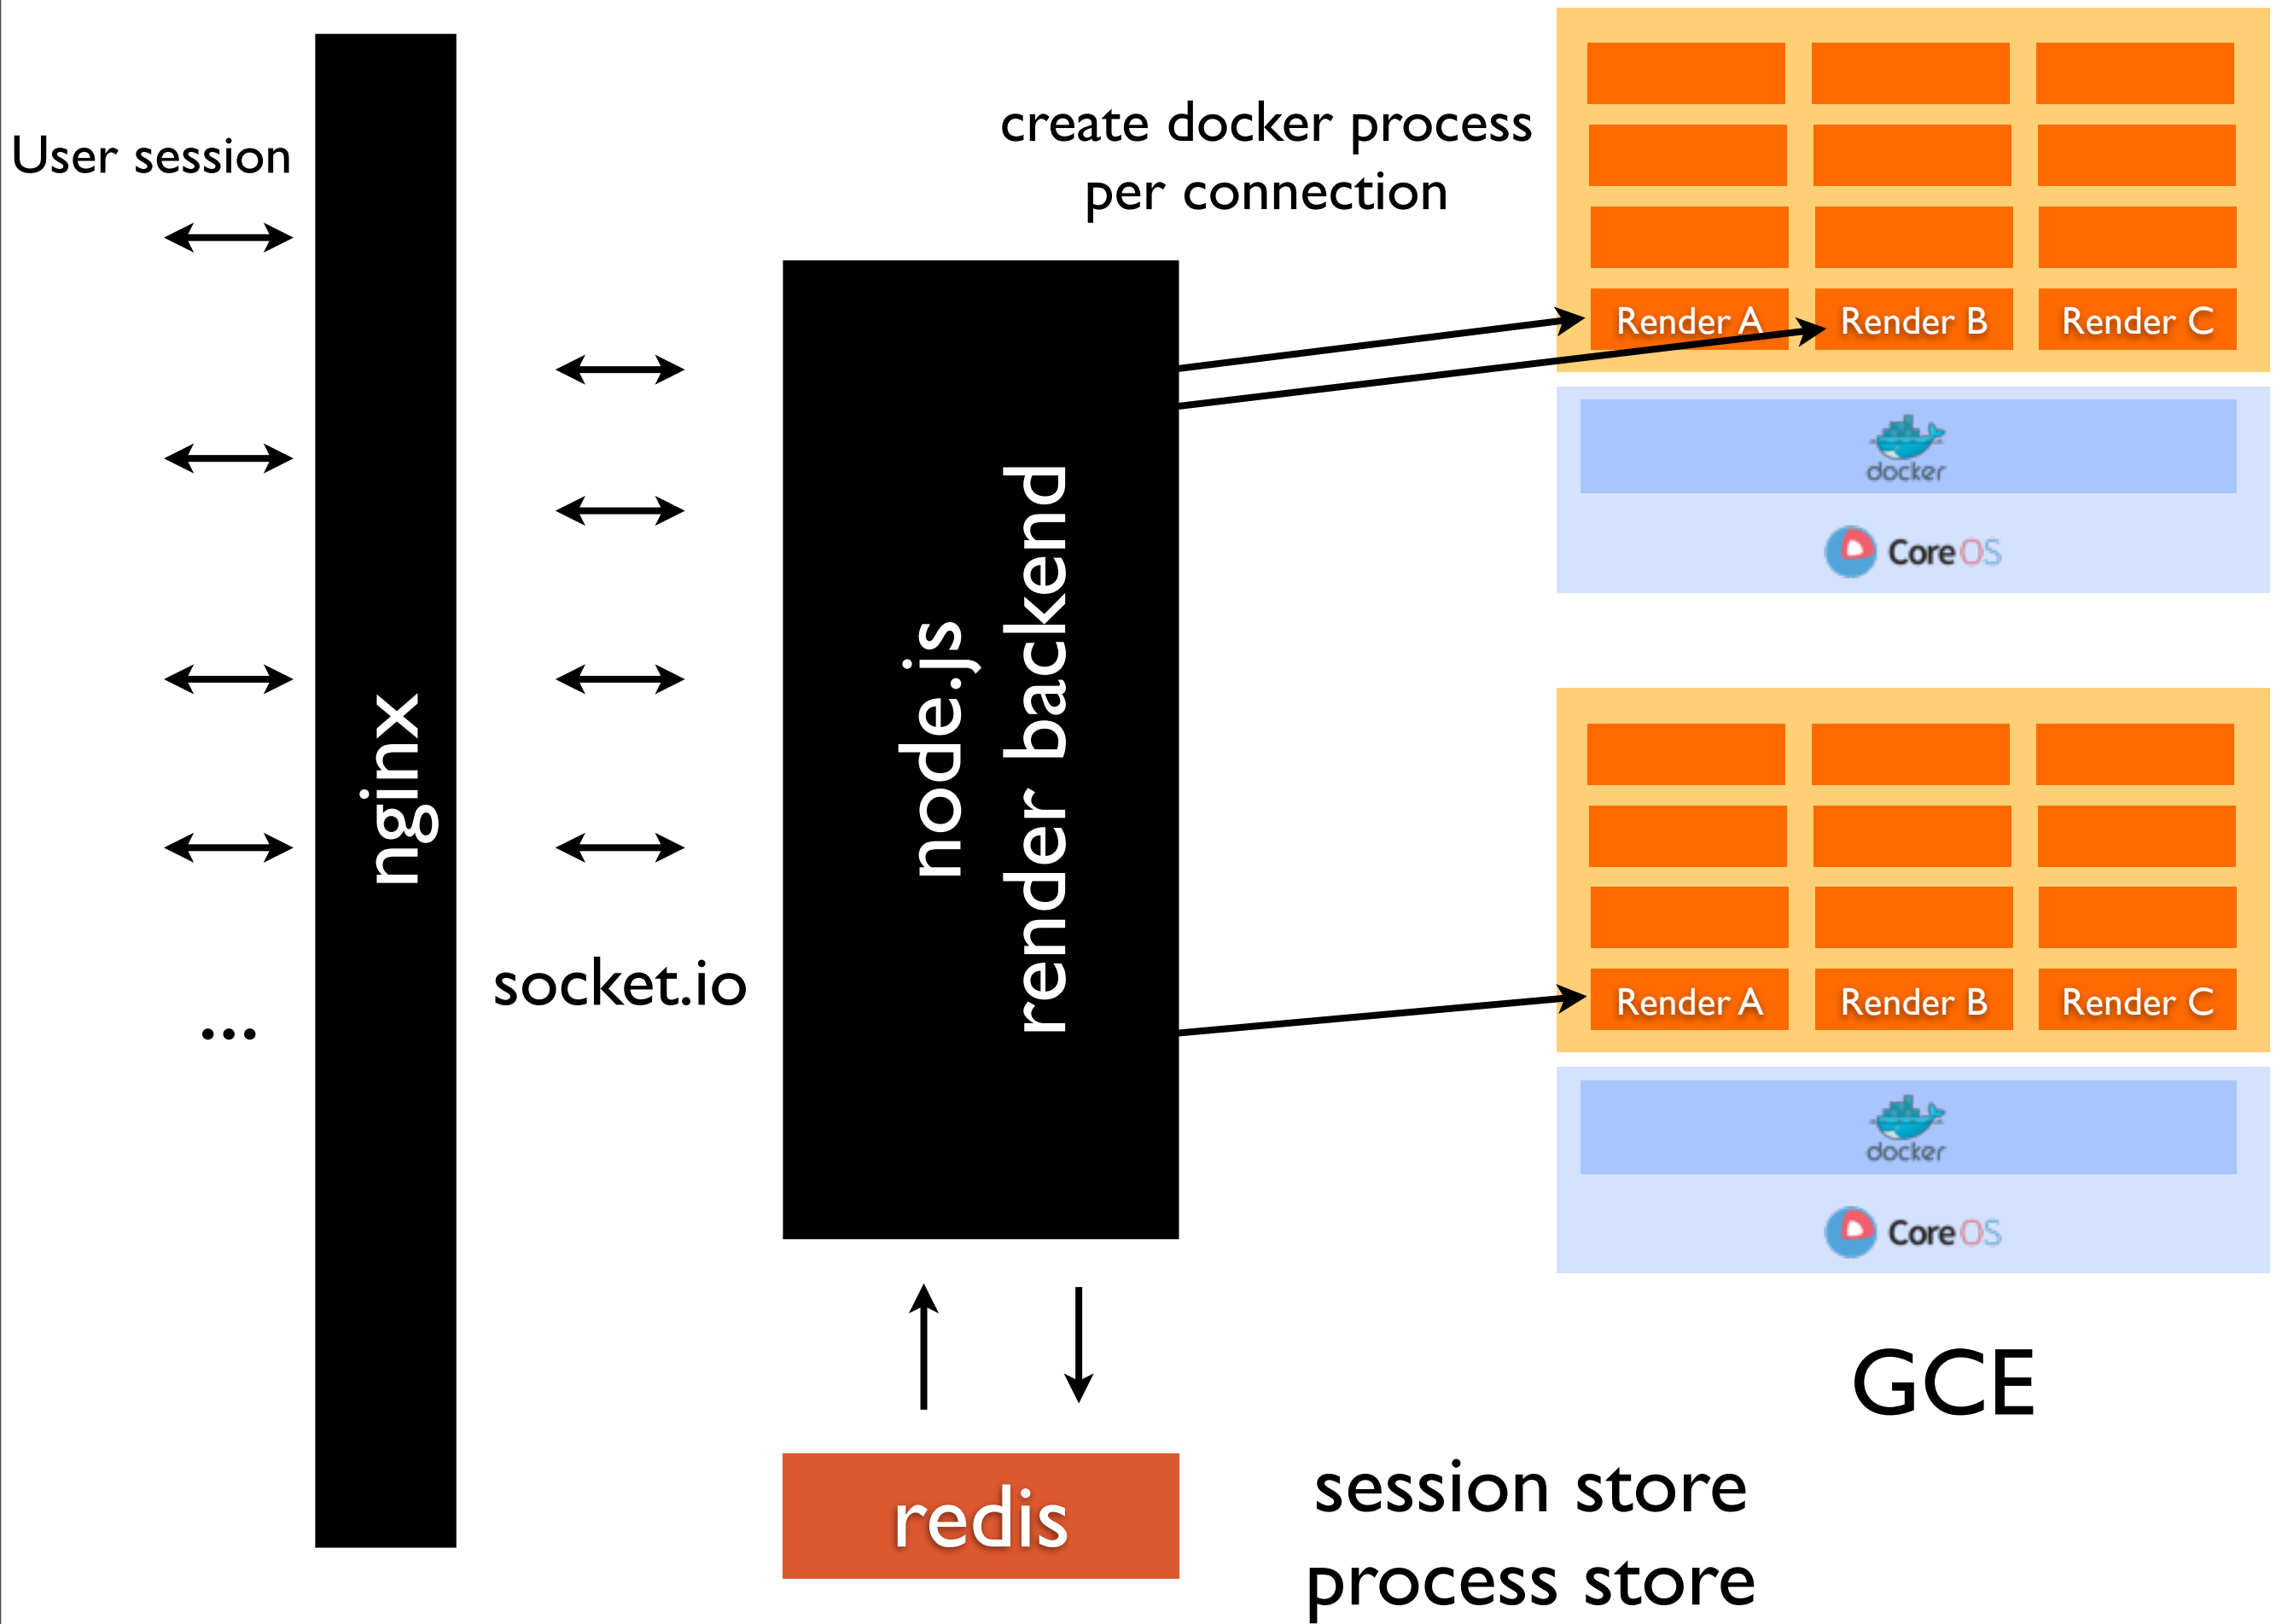 User session
...
nginx
socket.io
node.js
render backend
redis
create docker process
per connection
Render A
Render B
Render C
docker
CoreOS
Render A
Render B
Render C
docker
CoreOS
GCE
session store
process store